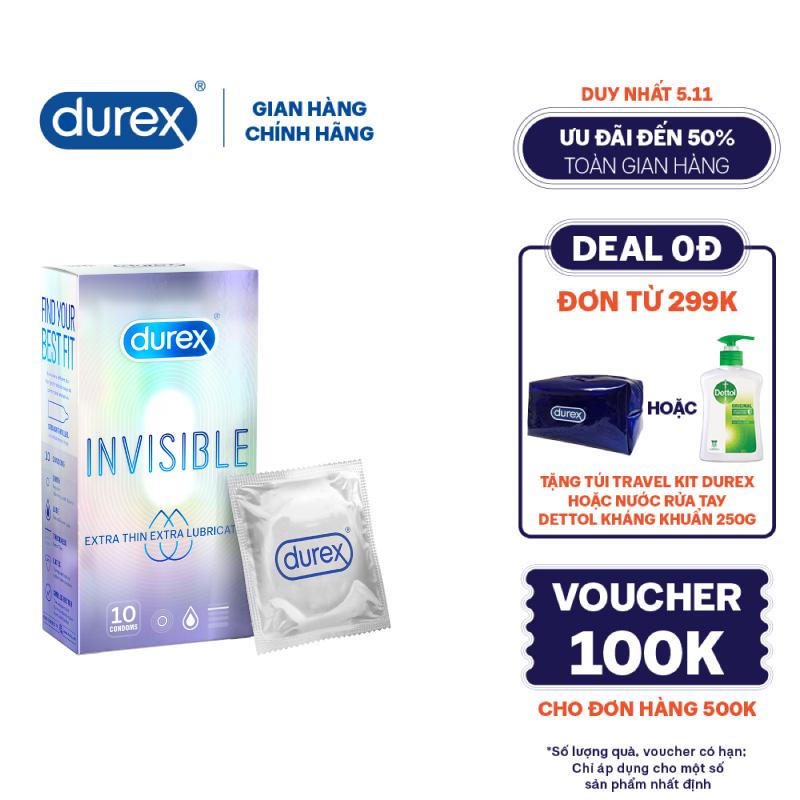 durex®
GIAN HÀNG
CHÍNH HÃNG
DUY NHẤT 5.11
ƯU ĐÃI ĐẾN 50%
TOÀN GIAN HÀNG
DEAL 0Đ
ĐƠN TỪ 299K
durex
HOẶC
Dettol
ORIGINAL
TẶNG TÚI TRAVEL KIT DUREX
HOẶC NƯỚC RỬA TAY
DETTOL KHÁNG KHUẨN 250G
VOUCHER
100K
CHO ĐƠN HÀNG 500K
*Số lượng quà, voucher có hạn;
Chỉ áp dụng cho một số
sản phẩm nhất định
FIND YOUR
BEST FIT
durex
INVISIBLE
EXTRA THIN EXTRA LUBRICAT
10
CONDOMS
durex®